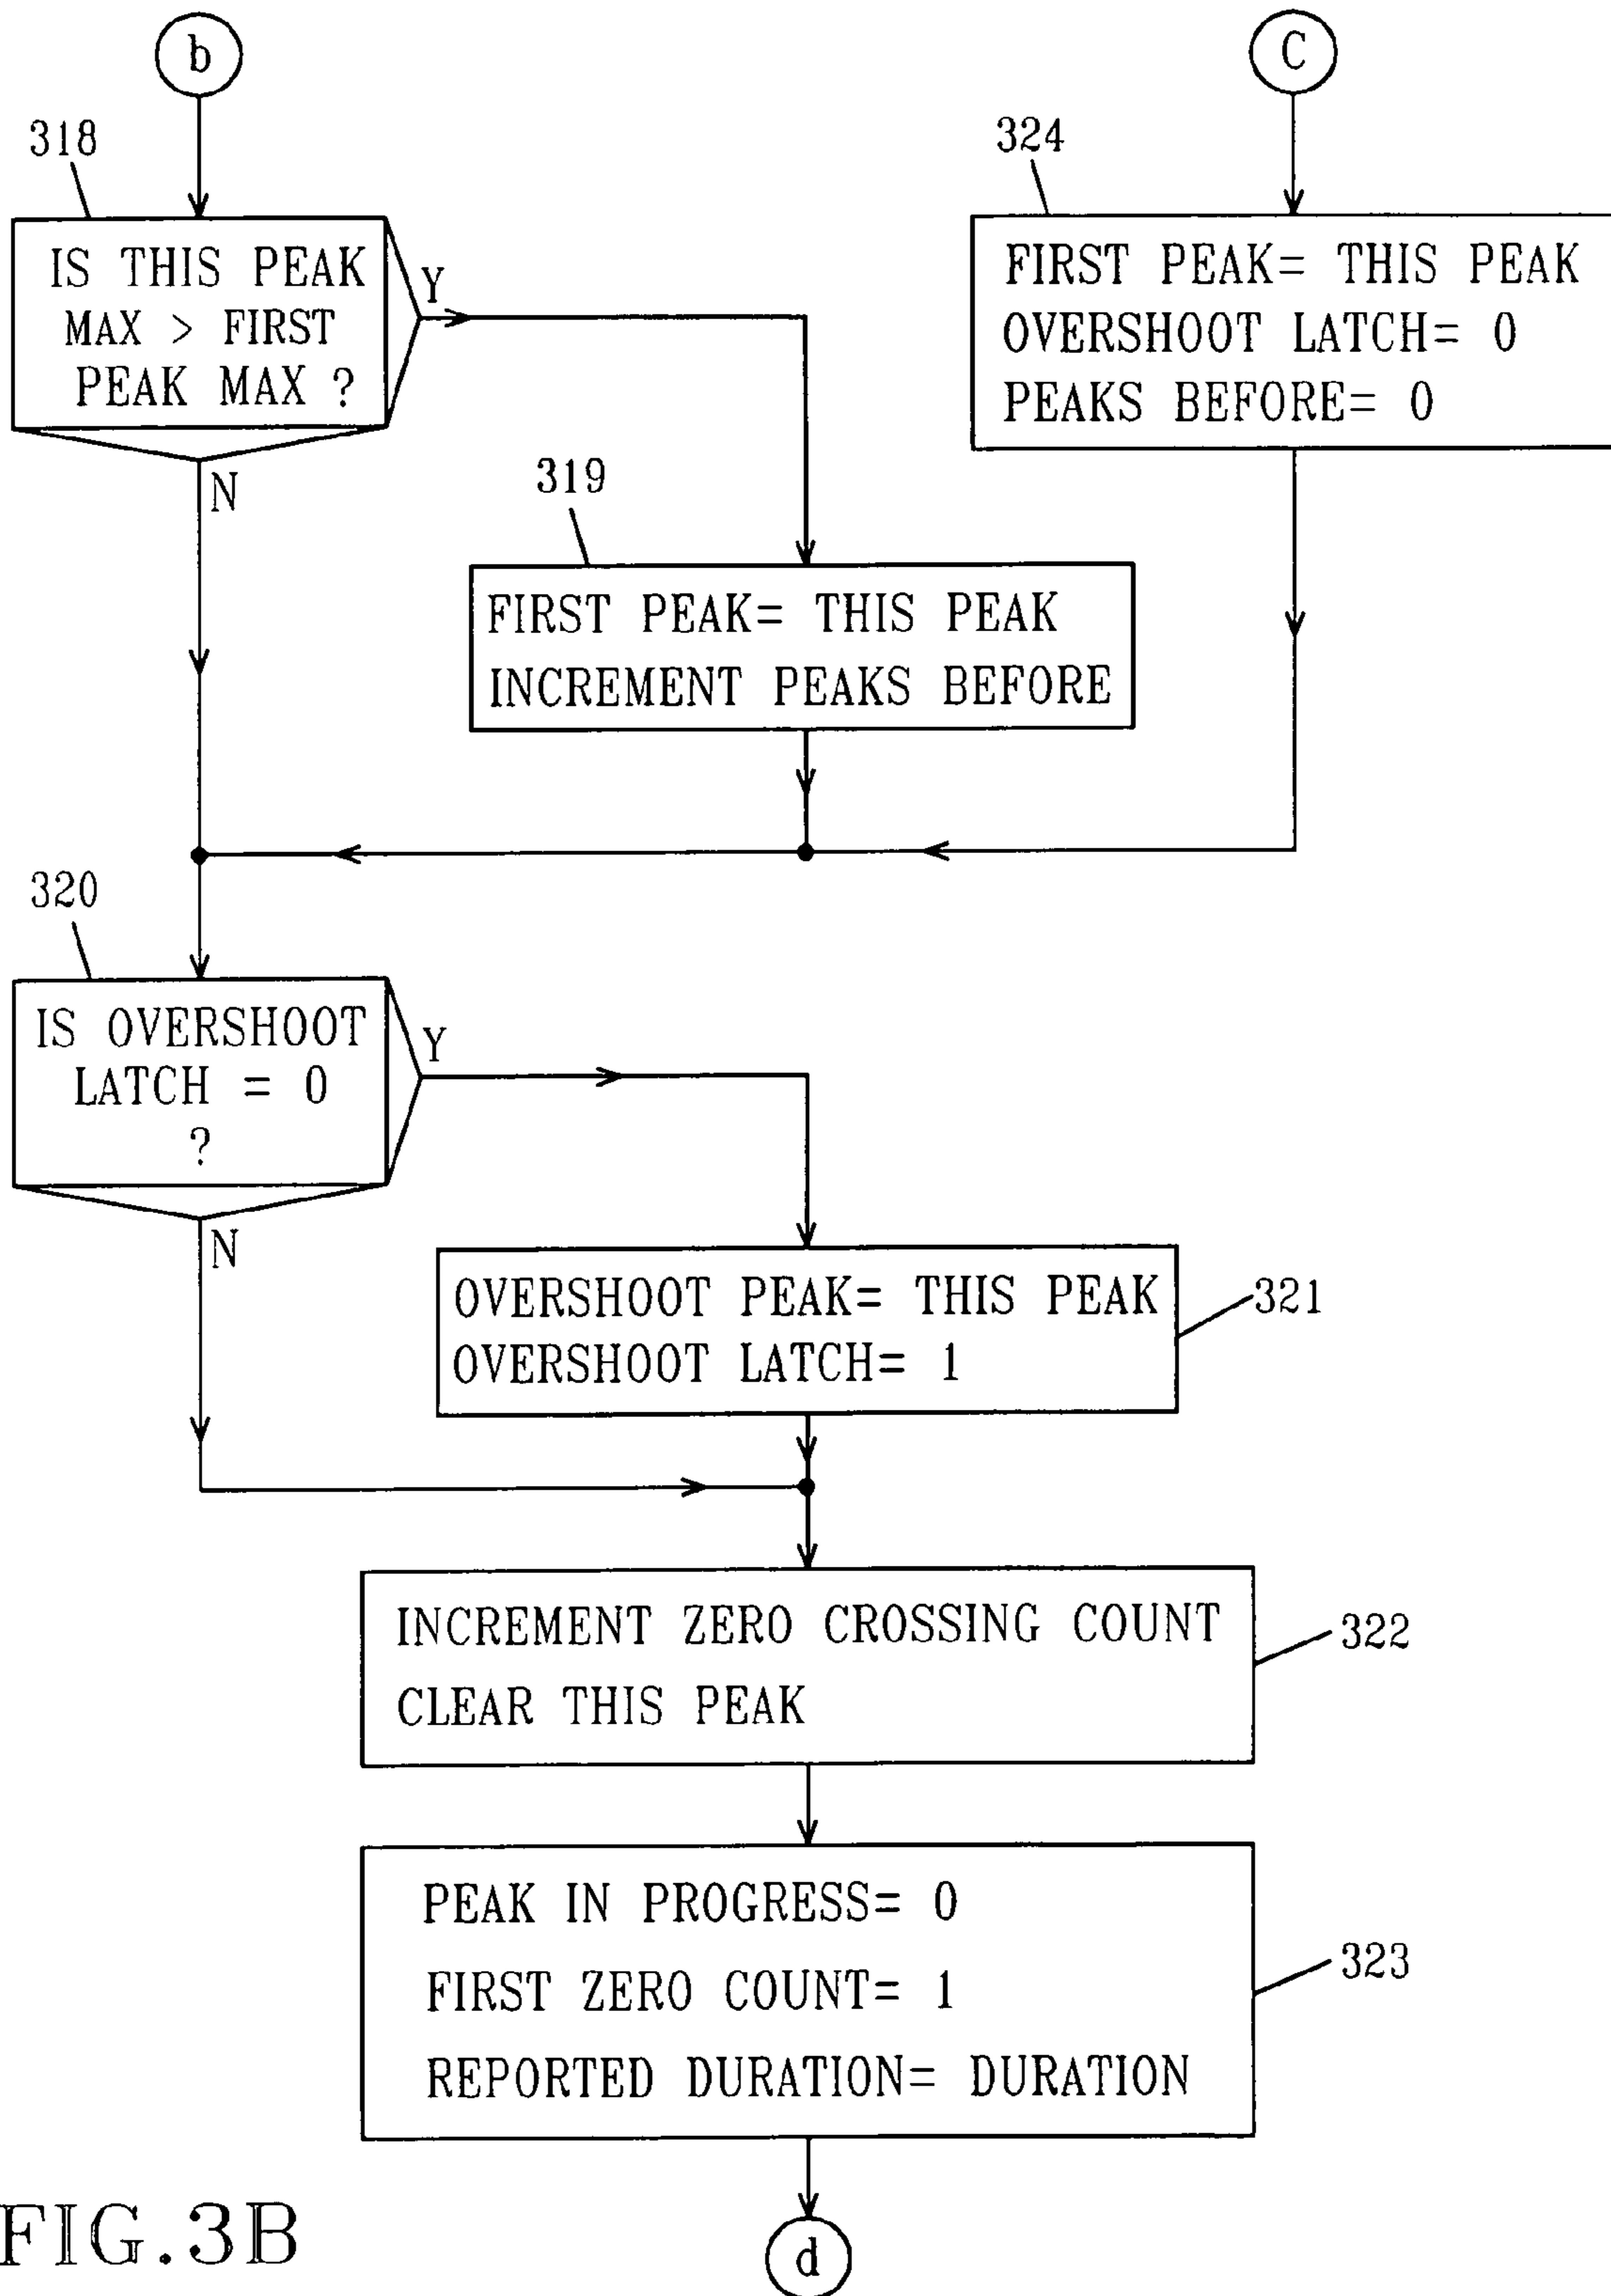 b
C
318
324
IS THIS PEAK
MAX > FIRST
PEAK MAX ?
Y
N
FIRST PEAK= THIS PEAK
OVERSHOOT LATCH= 0
PEAKS BEFORE= 0
319
FIRST PEAK= THIS PEAK
INCREMENT PEAKS BEFORE
320
IS OVERSHOOT
LATCH = 0
?
Y
N
OVERSHOOT PEAK= THIS PEAK
OVERSHOOT LATCH= 1
321
INCREMENT ZERO CROSSING COUNT
CLEAR THIS PEAK
322
PEAK IN PROGRESS= 0
FIRST ZERO COUNT= 1
REPORTED DURATION= DURATION
323
d
FIG.3B